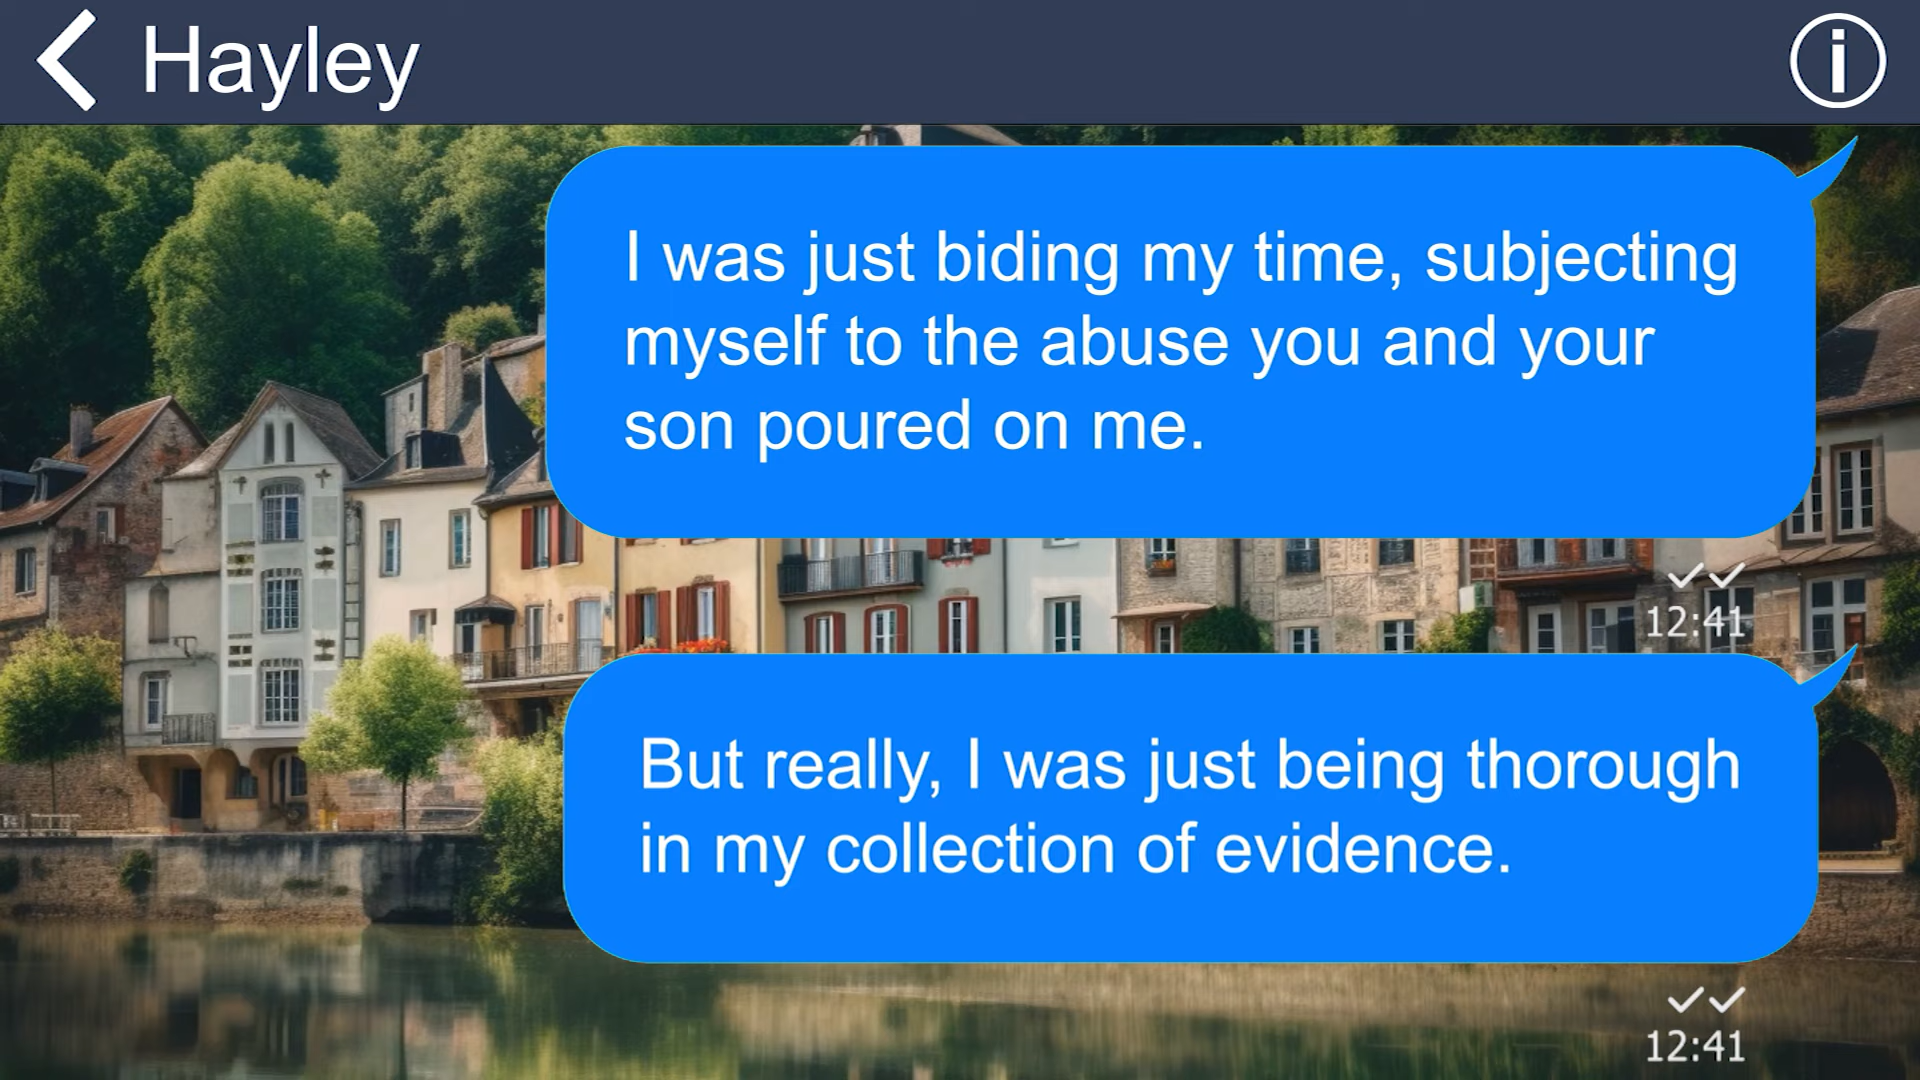 Hayley
I was just biding my time, subjecting
myself to the abuse you and your
son poured on me.
12:41
But really, I was just being thorough
in my collection of evidence.
12:41